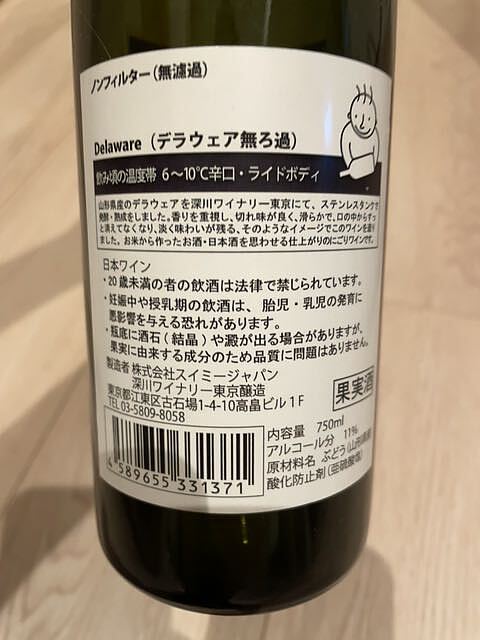 ノンフィルター（無濾過）
Delaware（デラウェア無ろ過）
飲み頃の温度帯 6～10℃辛口・ライドボディ
山形県産のデラウェアを深川ワイナリー東京にて、ステンレスタンクで
発酵・熟成をしました。香りを重視し、切れ味が良く、滑らかで、口の中からすっ
と消えてなくなり、淡く味わいが残る、そのようなイメージでこのワインを造り
ました。お米から作ったお酒・日本酒を思わせる仕上がりのにごりワインです。
日本ワイン
・20歳未満の者の飲酒は法律で禁じられています。
・妊娠中や授乳期の飲酒は、胎児・乳児の発育に
悪影響を与える恐れがあります。
・瓶底に酒石（結晶）や澱が出る場合がありますが、
果実に由来する成分のため品質に問題はありません。
製造者 株式会社スイミージャパン
深川ワイナリー東京醸造
東京都江東区古石場1-4-10高畠ビル1F
TEL 03-5809-8058
果実酒
内容量 750ml
アルコール分 11%
原材料名 ぶどう(山形県産)
酸化防止剤（亜硫酸塩）
4 589655 331371